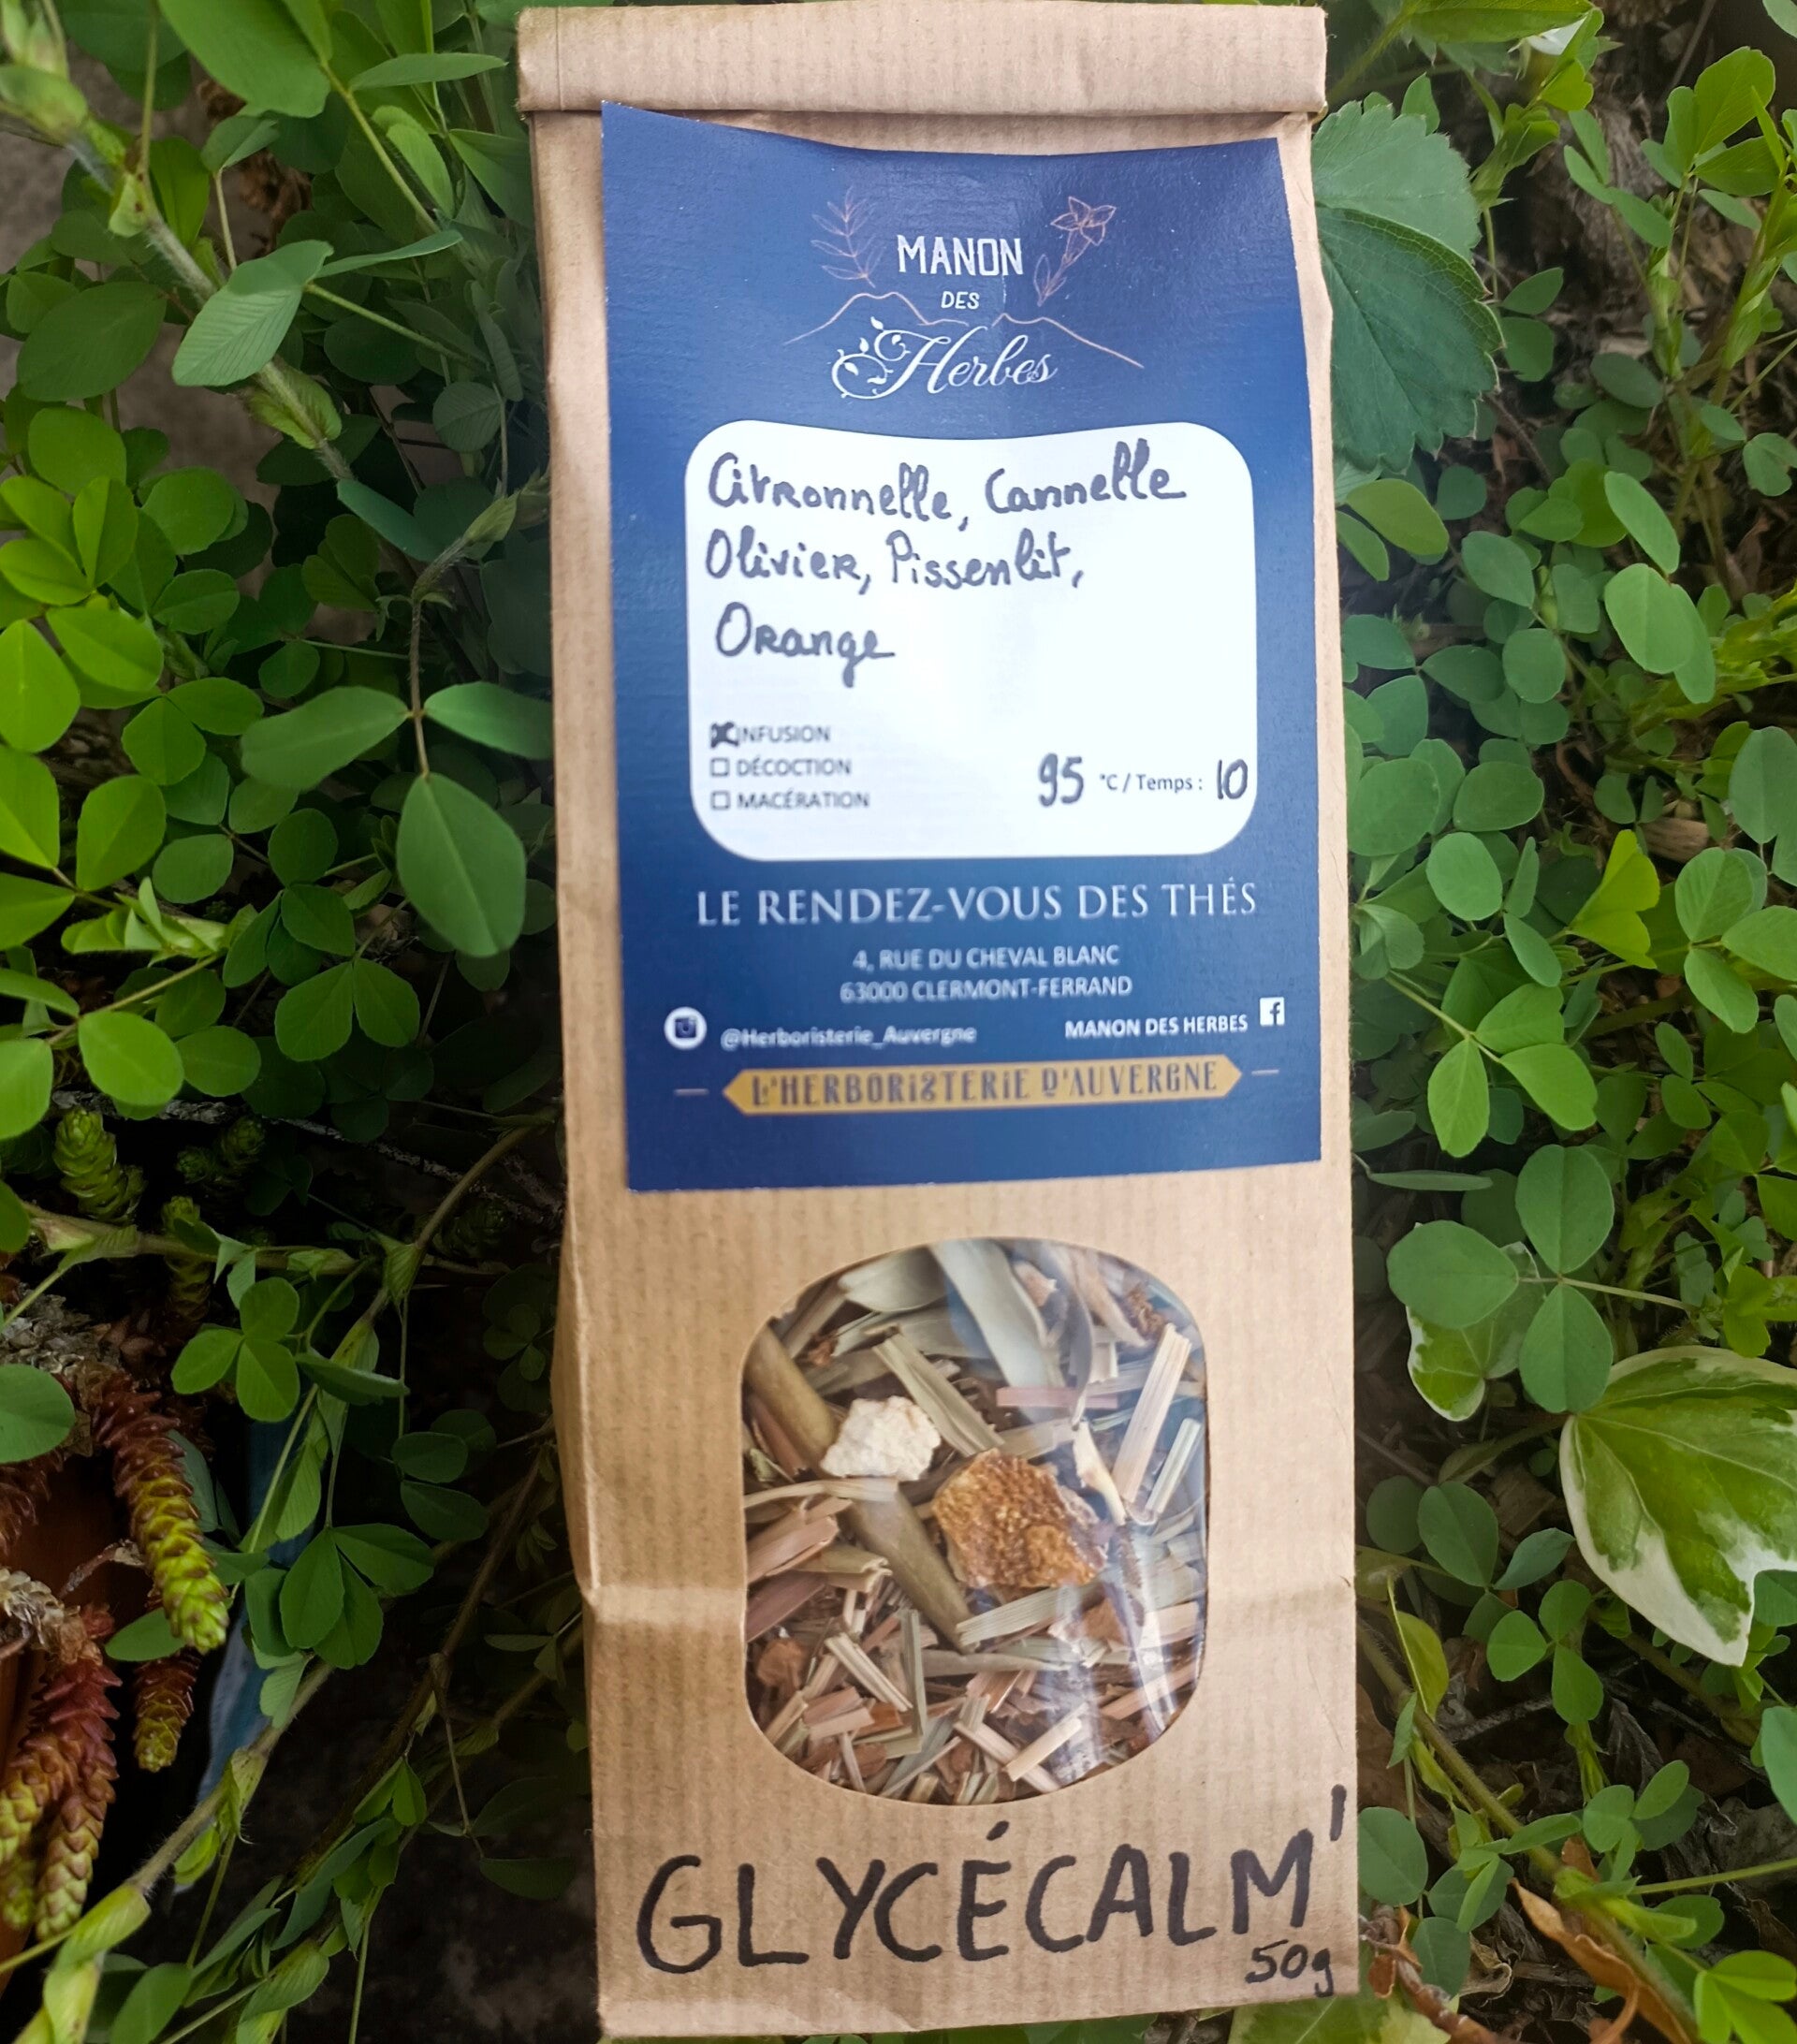 MANON
DES
Herbes
Citronnelle, Cannelle
Olivier, Pissenlit,
Orange
INFUSION
DÉCOCTION
MACÉRATION
95 °C / Temps : 10
LE RENDEZ-VOUS DES THÉS
4, RUE DU CHEVAL BLANC
63000 CLERMONT-FERRAND
@Herboristerie_Auvergne
MANON DES HERBES
L'HERBORISTERIE D'AUVERGNE
GLYCÉCALM'
50g